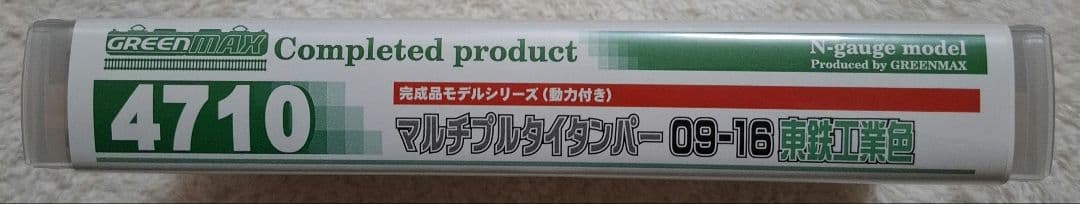 GREENMAX Completed product
N-gauge model
Produced by GREENMAX
4710
完成品モデルシリーズ（動力付き）
マルチプルタイタンパー 09-16 東鉄工業色